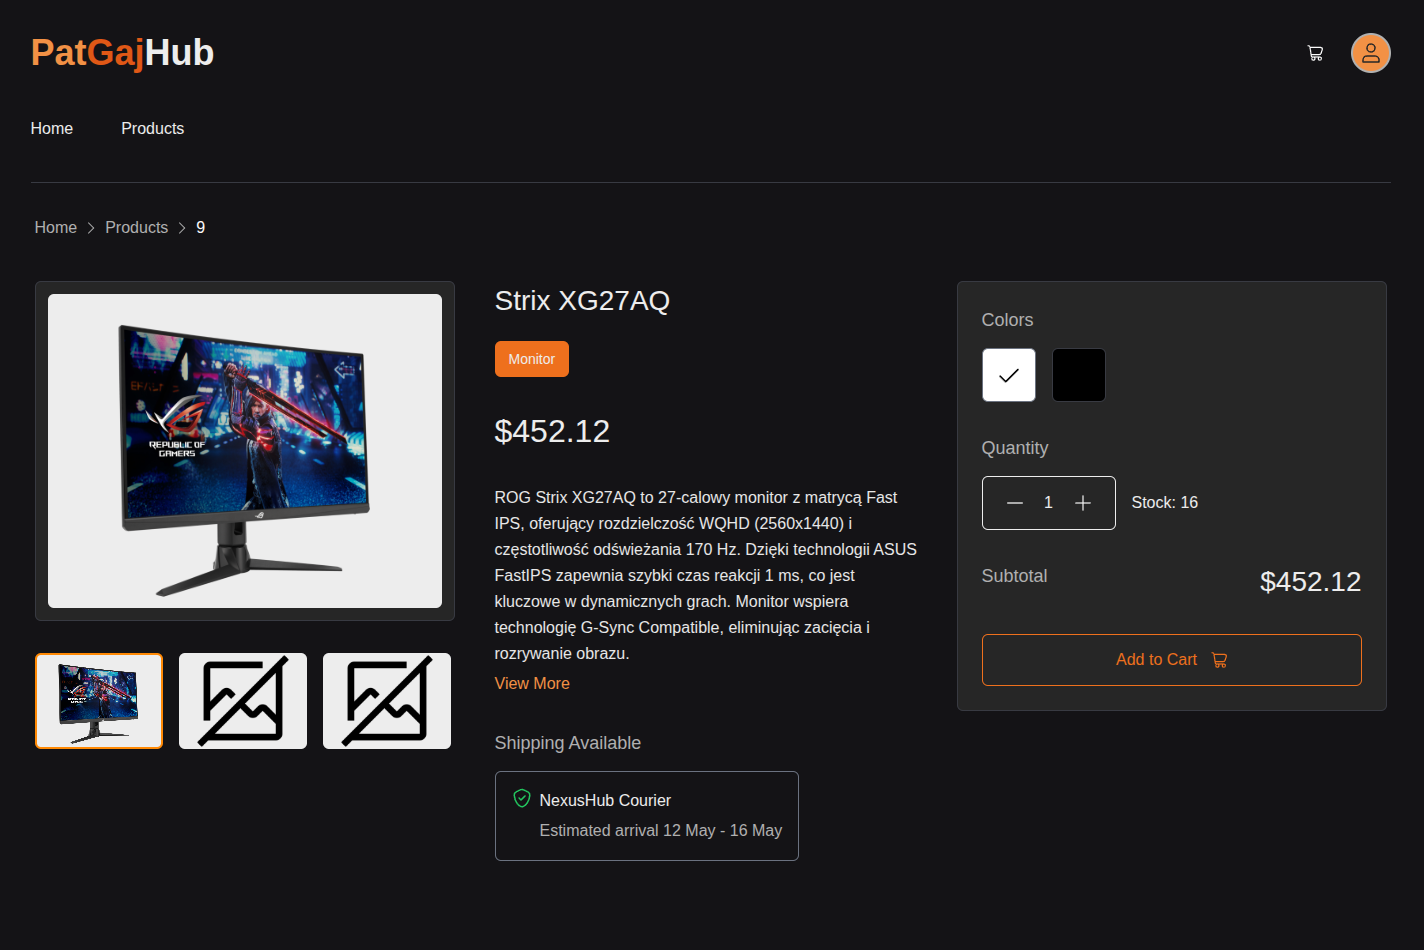 PatGajHub
Home Products
Home Products 9
Strix XG27AQ
Monitor
$452.12
ROG Strix XG27AQ to 27-calowy monitor z matrycą Fast
IPS, oferujący rozdzielczość WQHD (2560x1440) i
częstotliwość odświeżania 170 Hz. Dzięki technologii ASUS
FastIPS zapewnia szybki czas reakcji 1 ms, co jest
kluczowe w dynamicznych grach. Monitor wspiera
technologię G-Sync Compatible, eliminując zacięcia i
rozrywanie obrazu.
View More
Shipping Available
NexusHub Courier
Estimated arrival 12 May - 16 May
Colors
Quantity
1
Stock: 16
Subtotal
$452.12
Add to Cart
REPUBLIC OF
GAMERS